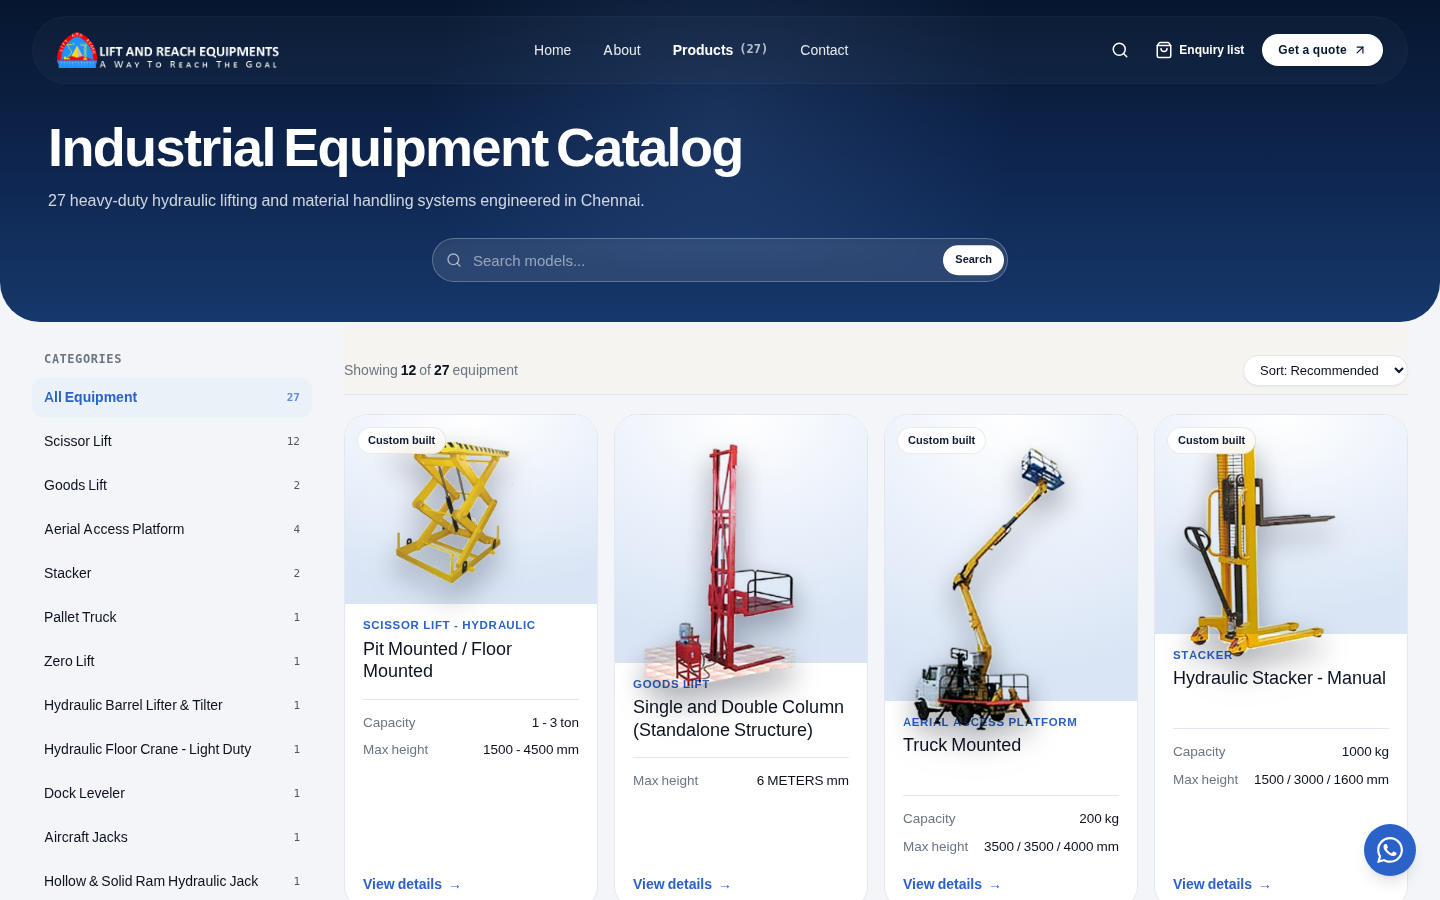 LIFT AND REACH EQUIPMENTS
A WAY TO REACH THE GOAL
Home
About
Products (27)
Contact
Enquiry list
Get a quote
Industrial Equipment Catalog
27 heavy-duty hydraulic lifting and material handling systems engineered in Chennai.
Search models...
Search
CATEGORIES
All Equipment 27
Scissor Lift 12
Goods Lift 2
Aerial Access Platform 4
Stacker 2
Pallet Truck 1
Zero Lift 1
Hydraulic Barrel Lifter & Tilter 1
Hydraulic Floor Crane - Light Duty 1
Dock Leveler 1
Aircraft Jacks 1
Hollow & Solid Ram Hydraulic Jack 1
Showing 12 of 27 equipment
Sort: Recommended
Custom built
SCISSOR LIFT - HYDRAULIC
Pit Mounted / Floor
Mounted
Capacity 1 - 3 ton
Max height 1500 - 4500 mm
View details →
GOODS LIFT
Single and Double Column
(Standalone Structure)
Max height 6 METERS mm
View details →
Custom built
AERIAL ACCESS PLATFORM
Truck Mounted
Capacity 200 kg
Max height 3500 / 3500 / 4000 mm
View details →
Custom built
STACKER
Hydraulic Stacker - Manual
Capacity 1000 kg
Max height 1500 / 3000 / 1600 mm
View details →